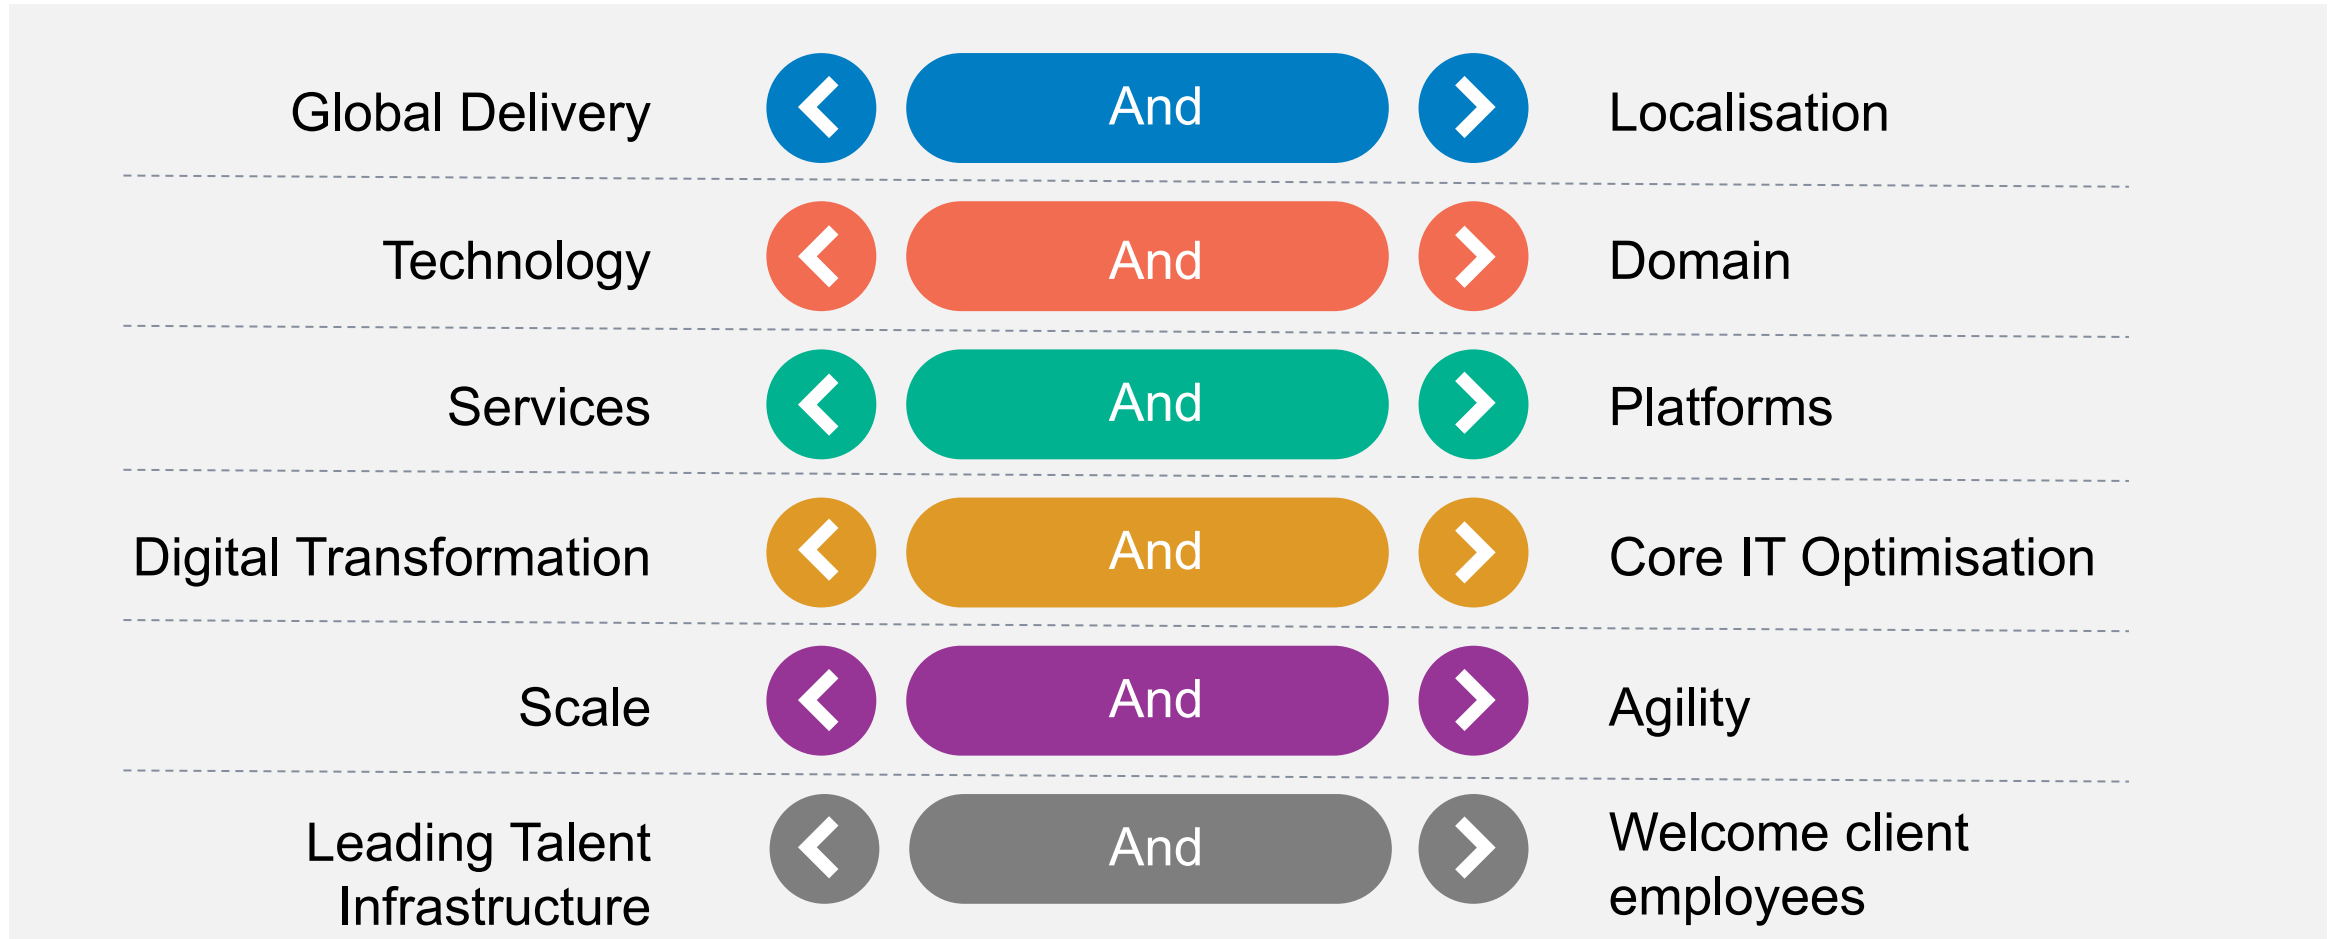 Global Delivery And Localisation
Technology And Domain
Services And Platforms
Digital Transformation And Core IT Optimisation
Scale And Agility
Leading Talent
Infrastructure
And
Welcome client
employees